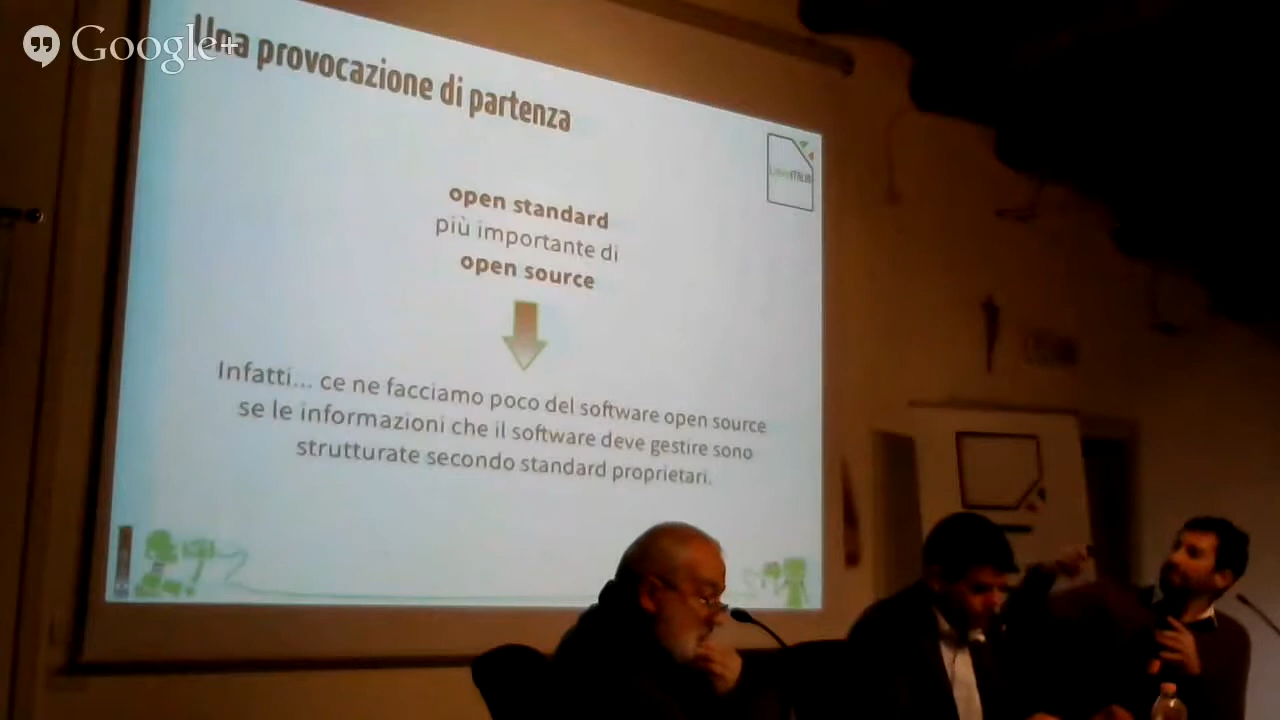 Google+
Una provocazione di partenza
LibreITALIA
open standard
più importante di
open source
Infatti... ce ne facciamo poco del software open source
se le informazioni che il software deve gestire sono
strutturate secondo standard proprietari.